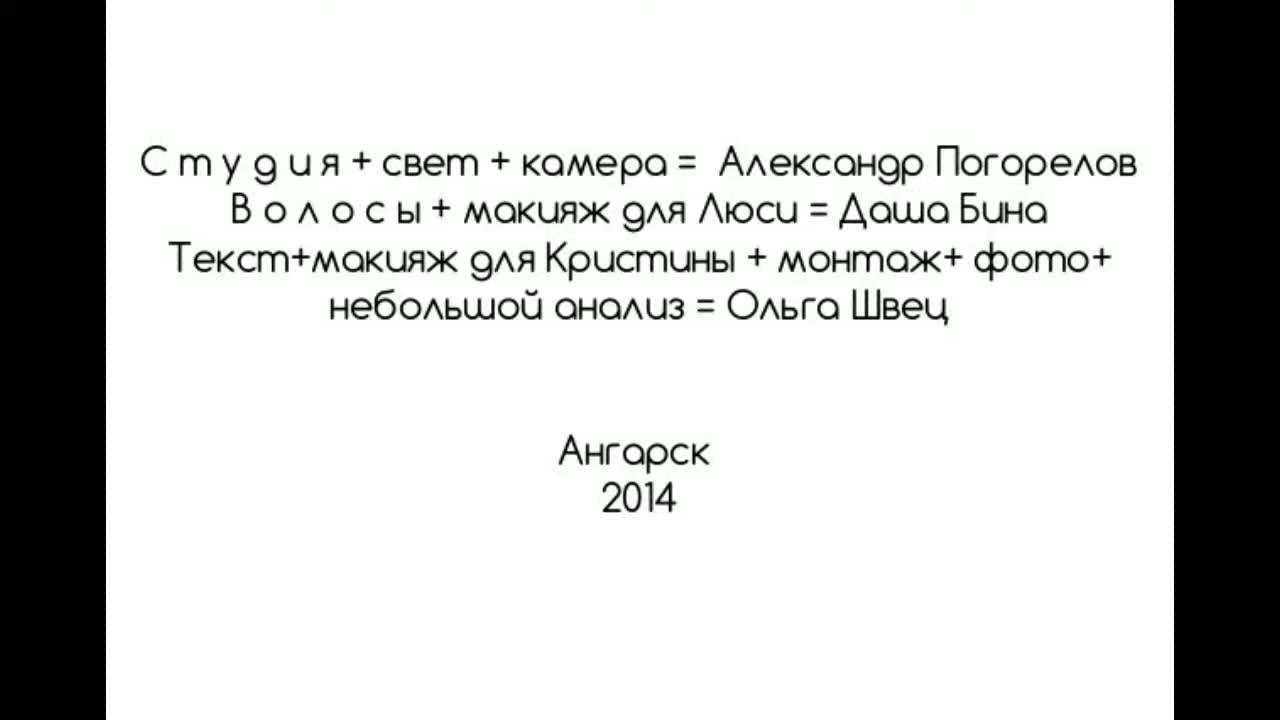 С т у д и я + свет + камера = Александр Погорелов
В о л о с ы + макияж для Люси = Даша Бина
Текст+макияж для Кристины + монтаж+ фото+
небольшой анализ = Ольга Швец
Ангарск
2014